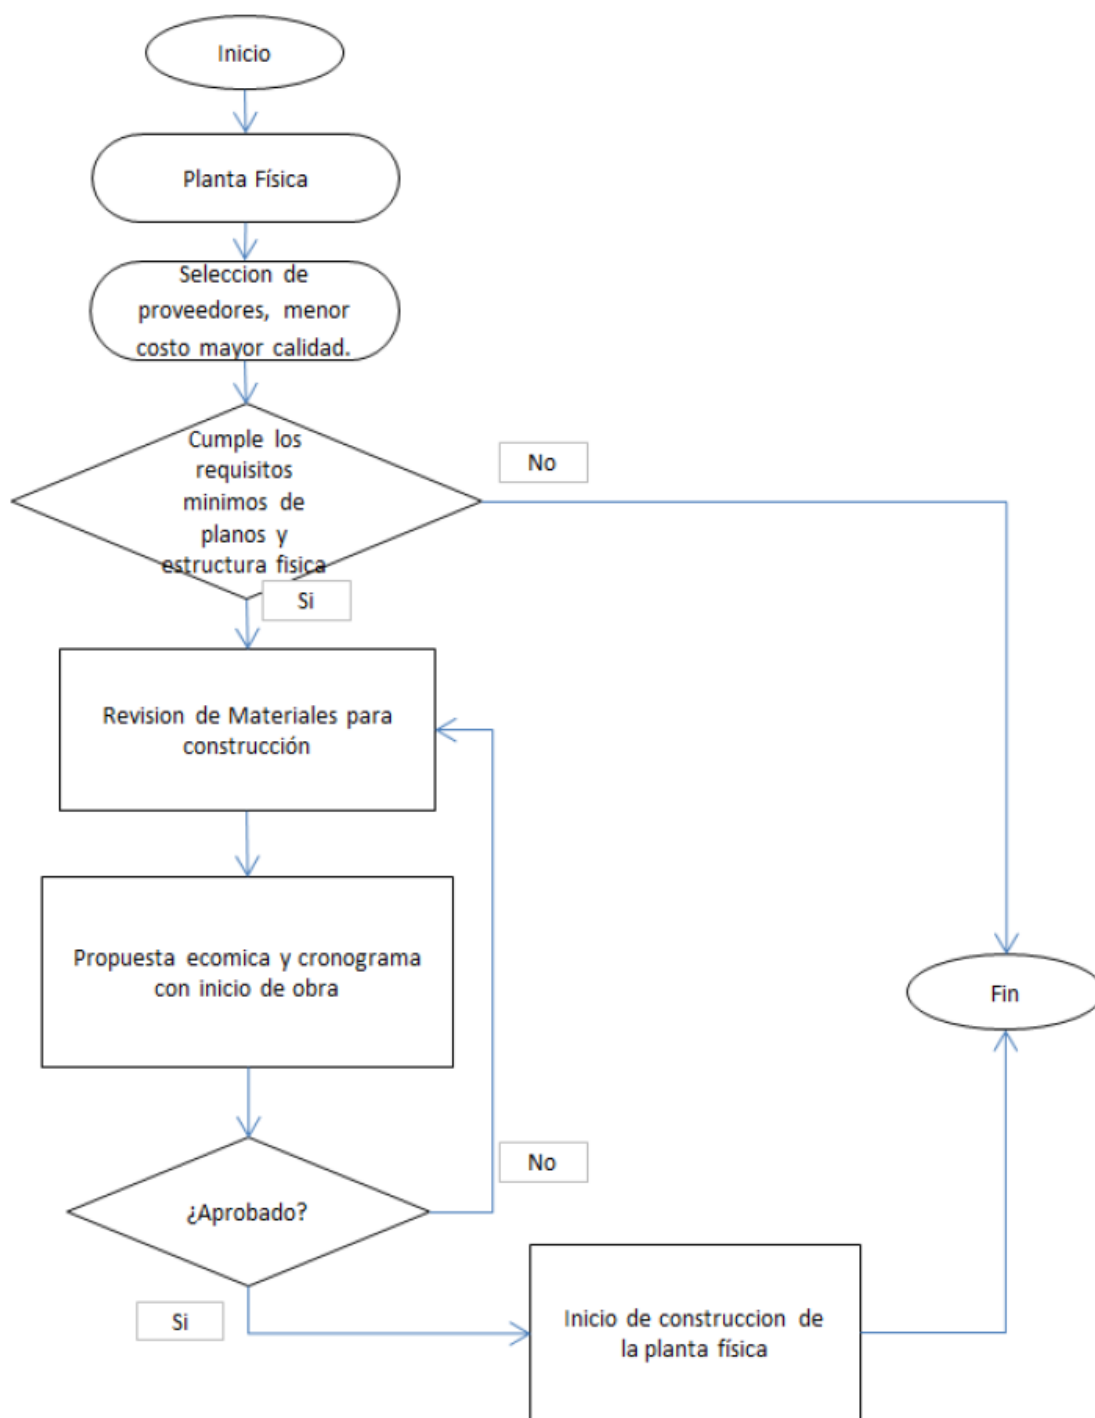 Inicio
Planta Física
Seleccion de
proveedores, menor
costo mayor calidad.
Cumple los
requisitos
minimos de
planos y
estructura fisica
No
Si
Revision de Materiales para
construcción
Propuesta ecomica y cronograma
con inicio de obra
Fin
¿Aprobado?
No
Si
Inicio de construccion de
la planta física